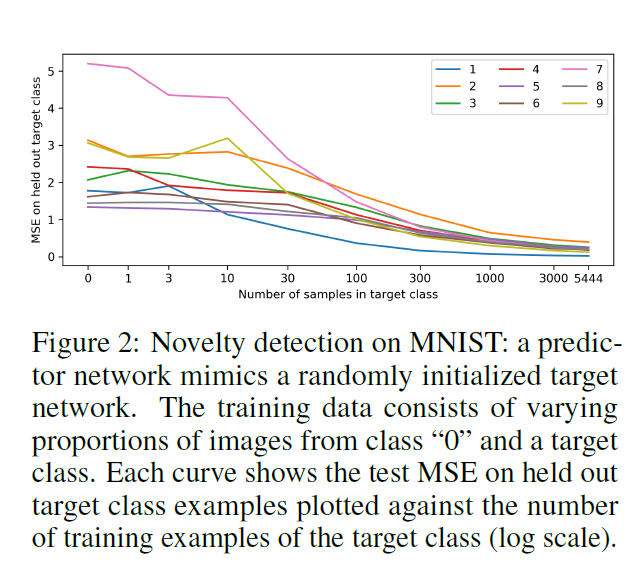 5
4
3
2
1
0
MSE on held out target class
1 4 7
2 5 8
3 6 9
0 1 3 10 30 100 300 1000 3000 5444
Number of samples in target class
Figure 2: Novelty detection on MNIST: a predic-
tor network mimics a randomly initialized target
network. The training data consists of varying
proportions of images from class “0” and a target
class. Each curve shows the test MSE on held out
target class examples plotted against the number
of training examples of the target class (log scale).